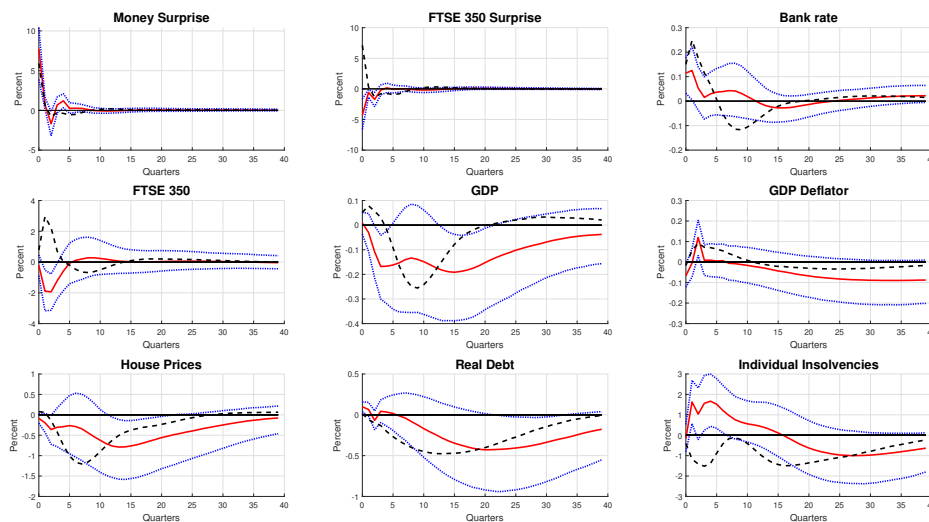 Money Surprise
FTSE 350 Surprise
Bank rate
10
5
0
-5
Percent
0 5 10 15 20 25 30 35 40
Quarters
10
5
0
-5
-10
Percent
0 5 10 15 20 25 30 35 40
Quarters
0.3
0.2
0.1
0
-0.1
-0.2
Percent
0 5 10 15 20 25 30 35 40
Quarters
FTSE 350
GDP
GDP Deflator
4
2
0
-2
-4
Percent
0 5 10 15 20 25 30 35 40
Quarters
0.1
0
-0.1
-0.2
-0.3
-0.4
Percent
0 5 10 15 20 25 30 35 40
Quarters
0.3
0.2
0.1
0
-0.1
-0.2
-0.3
Percent
0 5 10 15 20 25 30 35 40
Quarters
House Prices
Real Debt
Individual Insolvencies
1
0.5
0
-0.5
-1
-1.5
-2
Percent
0 5 10 15 20 25 30 35 40
Quarters
0.5
0
-0.5
-1
Percent
0 5 10 15 20 25 30 35 40
Quarters
3
2
1
0
-1
-2
-3
Percent
0 5 10 15 20 25 30 35 40
Quarters